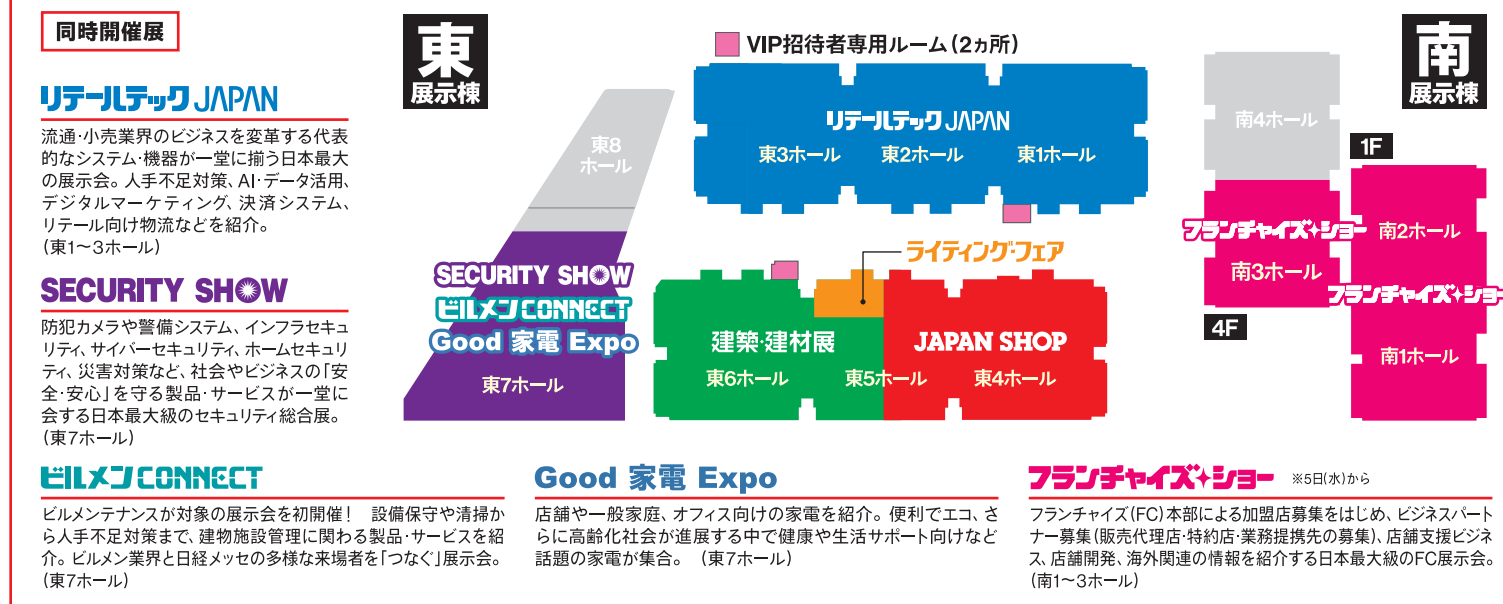 同時開催展
リテールテック JAPAN
流通・小売業界のビジネスを変革する代表
的なシステム・機器が一堂に揃う日本最大
の展示会。人手不足対策、AI・データ活用、
デジタルマーケティング、決済システム、
リテール向け物流などを紹介。
(東1～3ホール)
SECURITY SHOW
防犯カメラや警備システム、インフラセキュ
リティ、サイバーセキュリティ、ホームセキュリ
ティ、災害対策など、社会やビジネスの「安
全・安心」を守る製品・サービスが一堂に
会する日本最大級のセキュリティ総合展。
(東7ホール)
東
展示棟
VIP招待者専用ルーム(2ヵ所)
東8
ホール
リテールテック JAPAN
東3ホール 東2ホール 東1ホール
SECURITY SHOW
ビルメンCONNECT
Good 家電 Expo
東7ホール
ライティング・フェア
建築・建材展
JAPAN SHOP
東6ホール 東5ホール 東4ホール
南
展示棟
南4ホール
1F
フランチャイズ・ショー
南2ホール
南3ホール
フランチャイズ・ショー
4F
南1ホール
ビルメンCONNECT
ビルメンテナンスが対象の展示会を初開催! 設備保守や清掃か
ら人手不足対策まで、建物施設管理に関わる製品・サービスを紹
介。ビルメン業界と日経メッセの多様な来場者を「つなぐ」展示会。
(東7ホール)
Good 家電 Expo
店舗や一般家庭、オフィス向けの家電を紹介。便利でエコ、さ
らに高齢化社会が進展する中で健康や生活サポート向けなど
話題の家電が集合。 (東7ホール)
フランチャイズ・ショー ※5日(水)から
フランチャイズ(FC)本部による加盟店募集をはじめ、ビジネスパート
ナー募集(販売代理店・特約店・業務提携先の募集)、店舗支援ビジネ
ス、店舗開発、海外関連の情報を紹介する日本最大級のFC展示会。
(南1～3ホール)